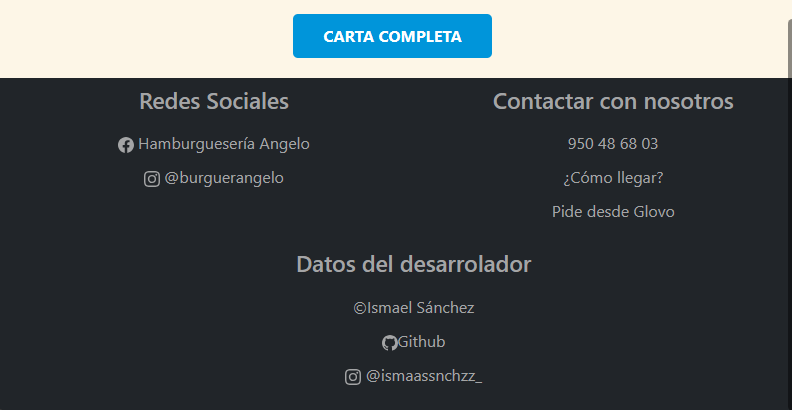 CARTA COMPLETA
Redes Sociales
Hamburguesería Angelo
@burguerangelo
Contactar con nosotros
950 48 68 03
¿Cómo llegar?
Pide desde Glovo
Datos del desarrolador
©Ismael Sánchez
Github
@ismaassnchzz_